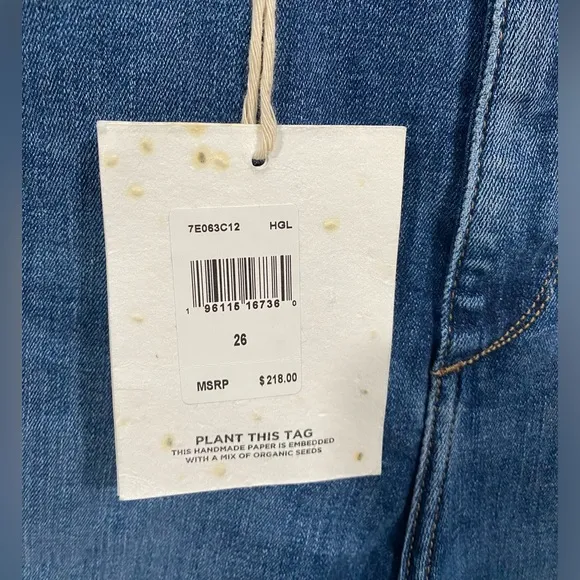 7E063C12 HGL
1 96115 16736 0
26
MSRP $218.00
PLANT THIS TAG
THIS HANDMADE PAPER IS EMBEDDED
WITH A MIX OF ORGANIC SEEDS